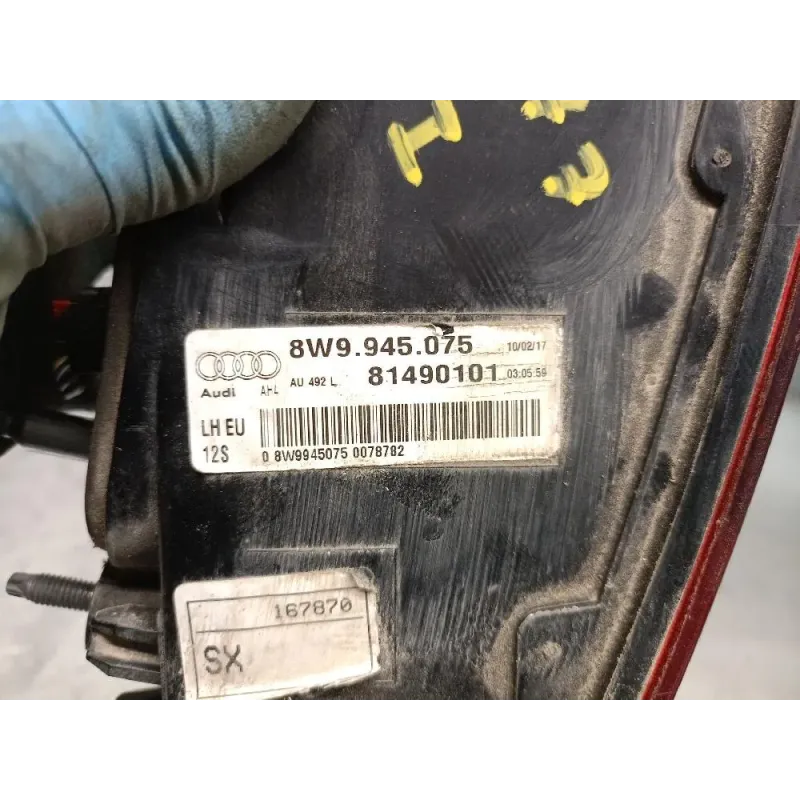 8W9.945.075 10/02/17
Audi AHL AU 492 L 81490101 03:05:59
LH EU
12S 0 8W9945075 0078782
167870
SX